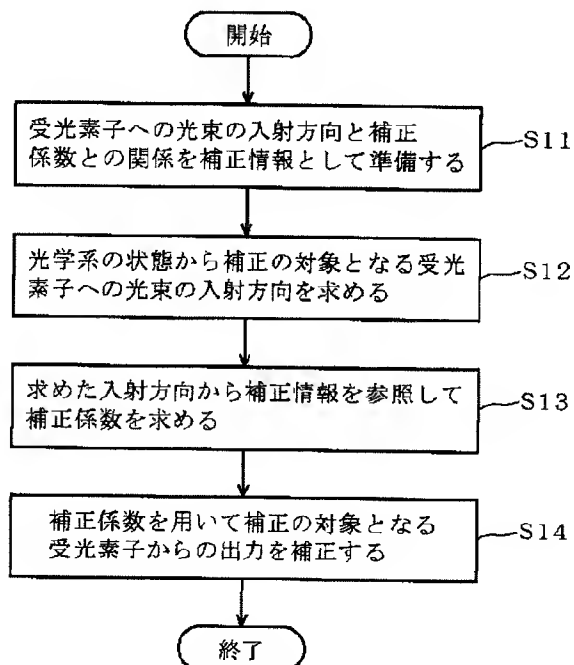 開始
受光素子への光束の入射方向と補正
係数との関係を補正情報として準備する
S11
光学系の状態から補正の対象となる受光
素子への光束の入射方向を求める
S12
求めた入射方向から補正情報を参照して
補正係数を求める
S13
補正係数を用いて補正の対象となる
受光素子からの出力を補正する
S14
終了